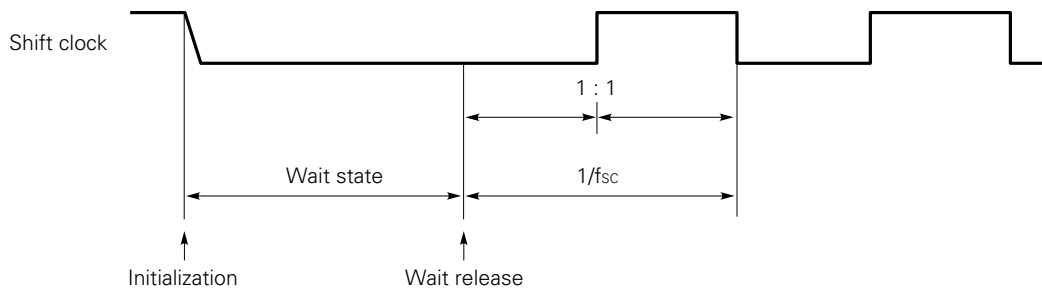 Shift clock
1 : 1
Wait state
1/fsc
Initialization
Wait release